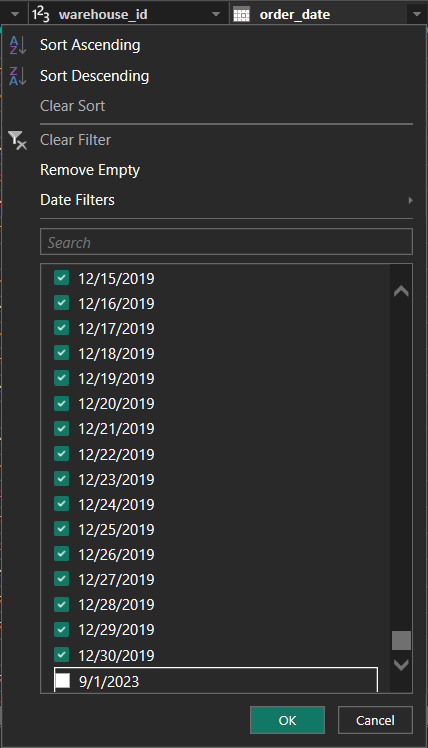 123 warehouse_id order_date
Sort Ascending
Sort Descending
Clear Sort
Clear Filter
Remove Empty
Date Filters
Search
12/15/2019
12/16/2019
12/17/2019
12/18/2019
12/19/2019
12/20/2019
12/21/2019
12/22/2019
12/23/2019
12/24/2019
12/25/2019
12/26/2019
12/27/2019
12/28/2019
12/29/2019
12/30/2019
9/1/2023
OK Cancel